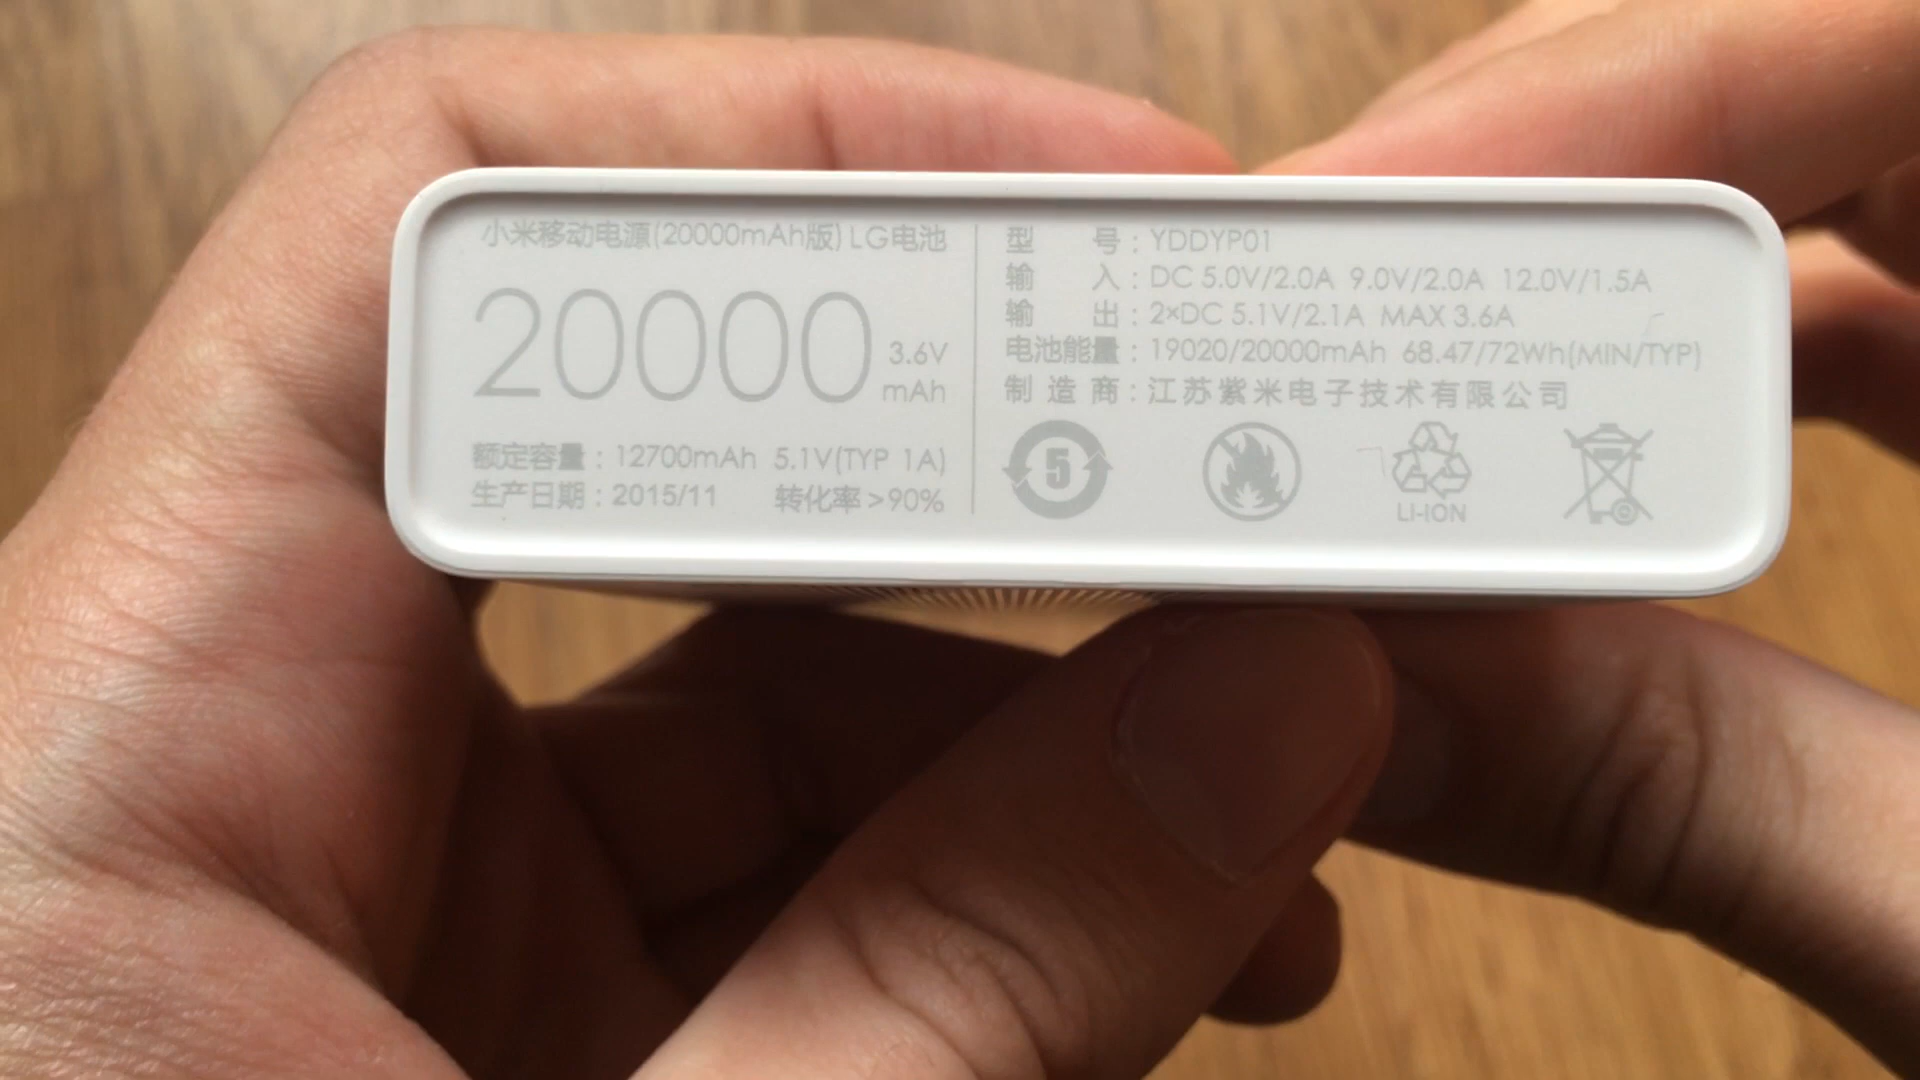 小米移动电源(20000mAh版) LG电池
20000 3.6V
mAh
额定容量：12700mAh 5.1V(TYP 1A)
生产日期：2015/11 转化率>90%
型号：YDDYP01
输入：DC 5.0V/2.0A 9.0V/2.0A 12.0V/1.5A
输出：2×DC 5.1V/2.1A MAX 3.6A
电池能量：19020/20000mAh 68.47/72Wh(MIN/TYP)
制造商：江苏紫米电子技术有限公司
5
LI-ION